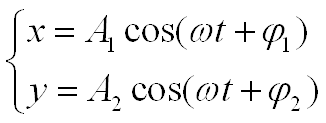 x = A₁ cos(ωt + φ₁)
y = A₂ cos(ωt + φ₂)